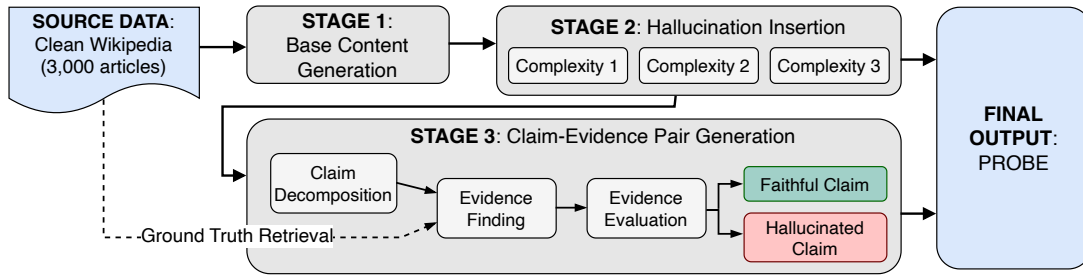 SOURCE DATA:
Clean Wikipedia
(3,000 articles)
STAGE 1:
Base Content
Generation
STAGE 2: Hallucination Insertion
Complexity 1
Complexity 2
Complexity 3
STAGE 3: Claim-Evidence Pair Generation
Claim
Decomposition
Evidence
Finding
Evidence
Evaluation
Faithful Claim
Hallucinated
Claim
Ground Truth Retrieval
FINAL
OUTPUT:
PROBE